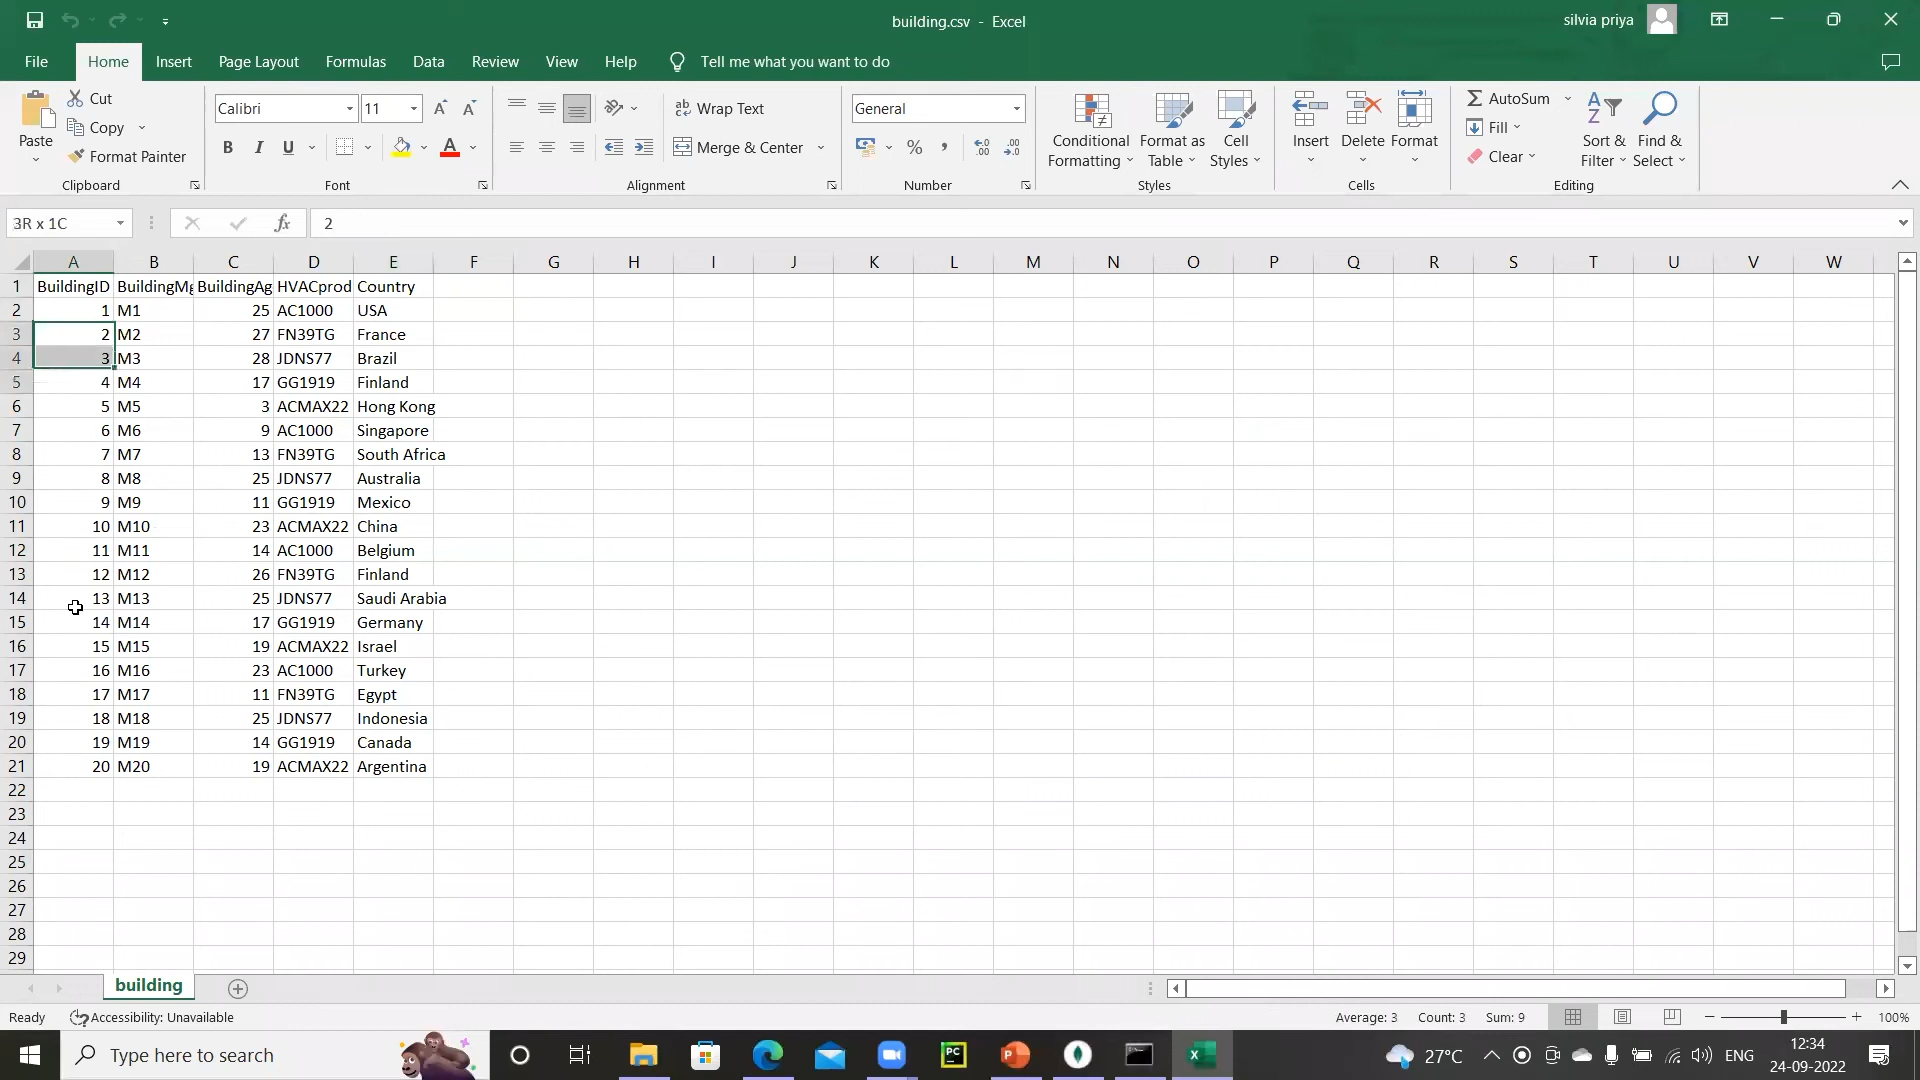 building.csv - Excel
silvia priya
File Home Insert Page Layout Formulas Data Review View Help Tell me what you want to do
Paste
Cut
Copy
Format Painter
Clipboard
Calibri 11
B I U
Font
Wrap Text
Merge & Center
Alignment
General
Number
Conditional Formatting
Format as Table
Cell Styles
Styles
Insert Delete Format
Cells
AutoSum
Fill
Clear
Sort & Filter
Find & Select
Editing
3R x 1C fx 2
A B C D E F G H I J K L M N O P Q R S T U V W
1 BuildingID BuildingMg BuildingAg HVACprod Country
2 1 M1 25 AC1000 USA
3 2 M2 27 FN39TG France
4 3 M3 28 JDNS77 Brazil
5 4 M4 17 GG1919 Finland
6 5 M5 3 ACMAX22 Hong Kong
7 6 M6 9 AC1000 Singapore
8 7 M7 13 FN39TG South Africa
9 8 M8 25 JDNS77 Australia
10 9 M9 11 GG1919 Mexico
11 10 M10 23 ACMAX22 China
12 11 M11 14 AC1000 Belgium
13 12 M12 26 FN39TG Finland
14 13 M13 25 JDNS77 Saudi Arabia
15 14 M14 17 GG1919 Germany
16 15 M15 19 ACMAX22 Israel
17 16 M16 23 AC1000 Turkey
18 17 M17 11 FN39TG Egypt
19 18 M18 25 JDNS77 Indonesia
20 19 M19 14 GG1919 Canada
21 20 M20 19 ACMAX22 Argentina
22
23
24
25
26
27
28
29
building
Ready Accessibility: Unavailable Average: 3 Count: 3 Sum: 9 100%
Type here to search 27°C ENG 12:34
24-09-2022